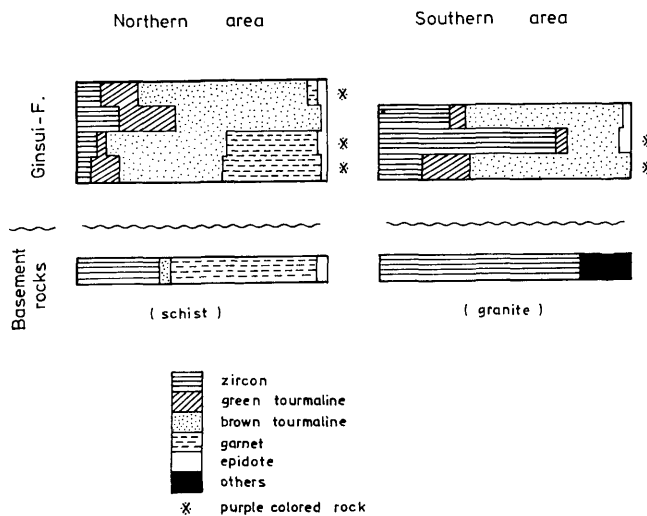 Northern area
Southern area
Ginsui-F.
Basement rocks
( schist )
( granite )
zircon
green tourmaline
brown tourmaline
garnet
epidote
others
purple colored rock